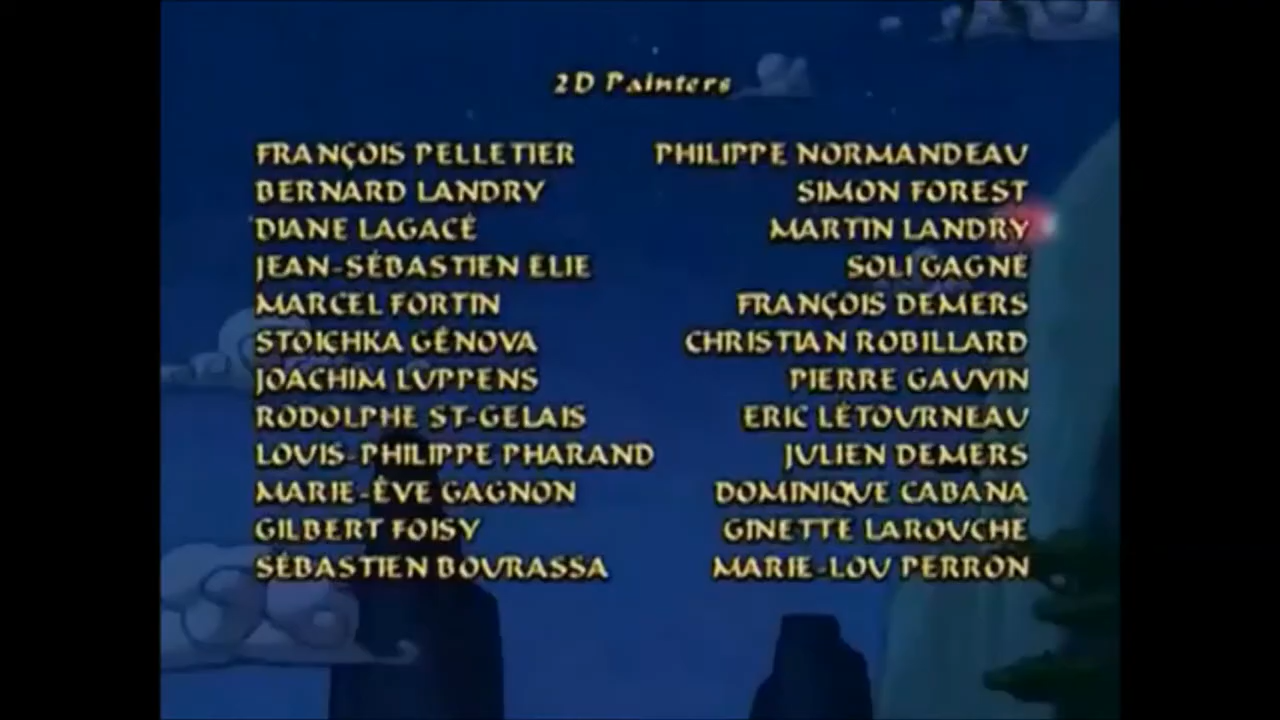 2D Painters
FRANÇOIS PELLETIER PHILIPPE NORMANDEAU
BERNARD LANDRY SIMON FOREST
DIANE LAGACÉ MARTIN LANDRY
JEAN-SÉBASTIEN ÉLIE SOLI GAGNÉ
MARCEL FORTIN FRANÇOIS DEMERS
STOICHKA GÉNOVA CHRISTIAN ROBILLARD
JOACHIM LUPPENS PIERRE GAUVIN
RODOLPHE ST-GELAIS ERIC LÉTOURNEAU
LOUIS-PHILIPPE PHARAND JULIEN DEMERS
MARIE-ÈVE GAGNON DOMINIQUE CABANA
GILBERT FOISY GINETTE LAROUCHE
SÉBASTIEN BOURASSA MARIE-LOU PERRON